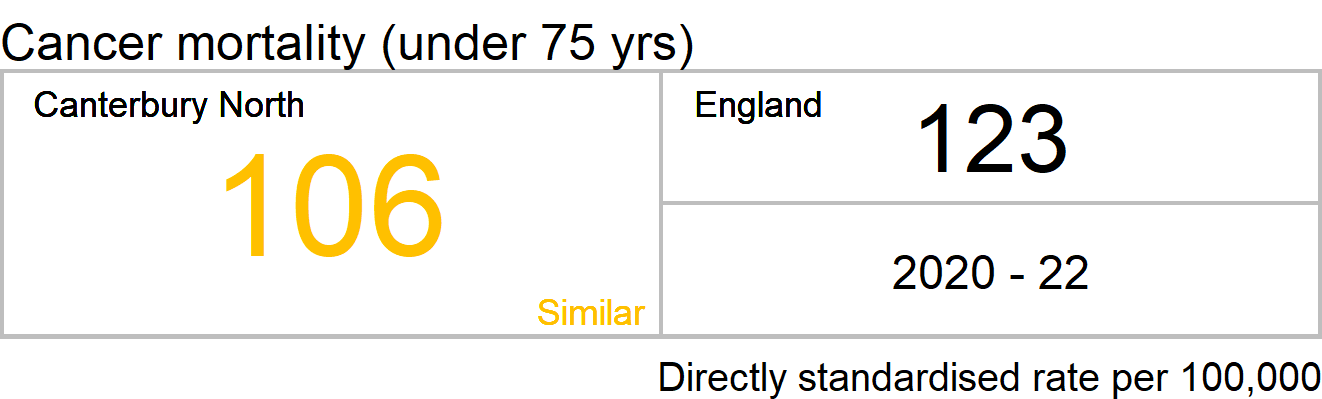 Cancer mortality (under 75 yrs)
Canterbury North
106
Similar
England
123
2020 - 22
Directly standardised rate per 100,000